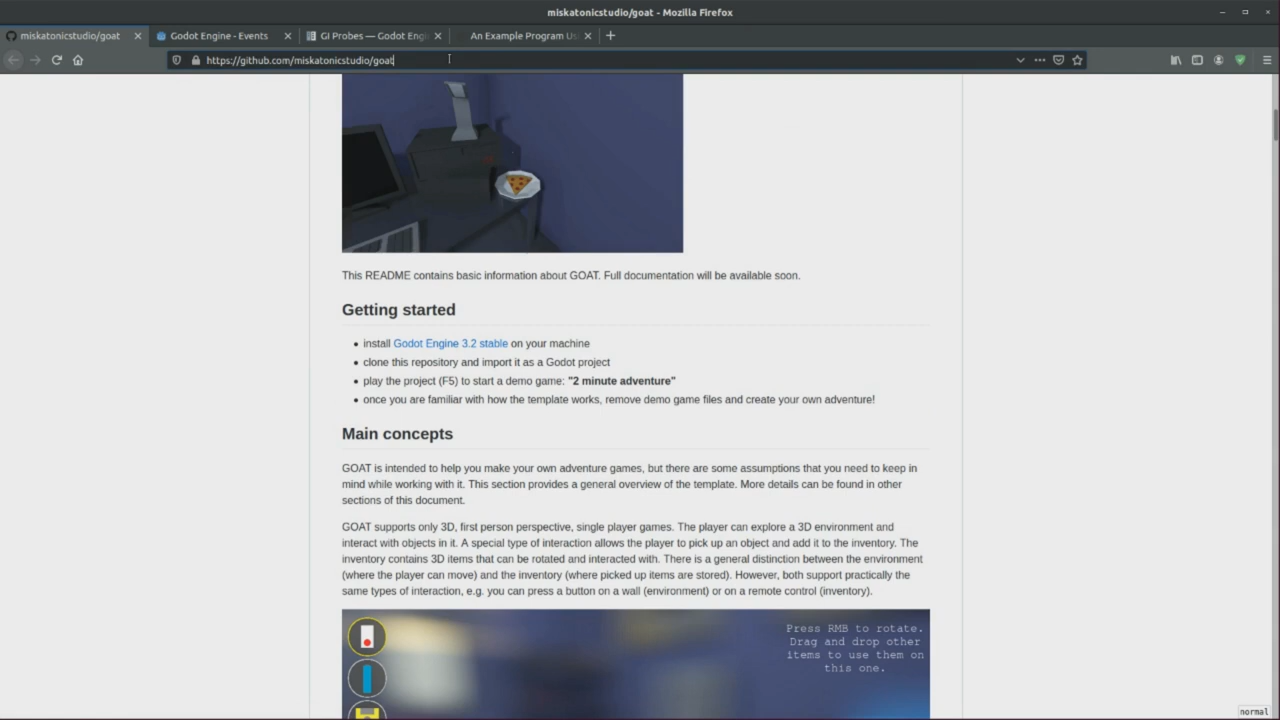 miskatonicstudio/goat - Mozilla Firefox
miskatonicstudio/goat
Godot Engine - Events
GI Probes — Godot Engi
An Example Program Us
https://github.com/miskatonicstudio/goat
This README contains basic information about GOAT. Full documentation will be available soon.
Getting started
install Godot Engine 3.2 stable on your machine
clone this repository and import it as a Godot project
play the project (F5) to start a demo game: "2 minute adventure"
once you are familiar with how the template works, remove demo game files and create your own adventure!
Main concepts
GOAT is intended to help you make your own adventure games, but there are some assumptions that you need to keep in
mind while working with it. This section provides a general overview of the template. More details can be found in other
sections of this document.
GOAT supports only 3D, first person perspective, single player games. The player can explore a 3D environment and
interact with objects in it. A special type of interaction allows the player to pick up an object and add it to the inventory. The
inventory contains 3D items that can be rotated and interacted with. There is a general distinction between the environment
(where the player can move) and the inventory (where picked up items are stored). However, both support practically the
same types of interaction, e.g. you can press a button on a wall (environment) or on a remote control (inventory).
Press RMB to rotate.
Drag and drop other
items to use them on
this one.
normal